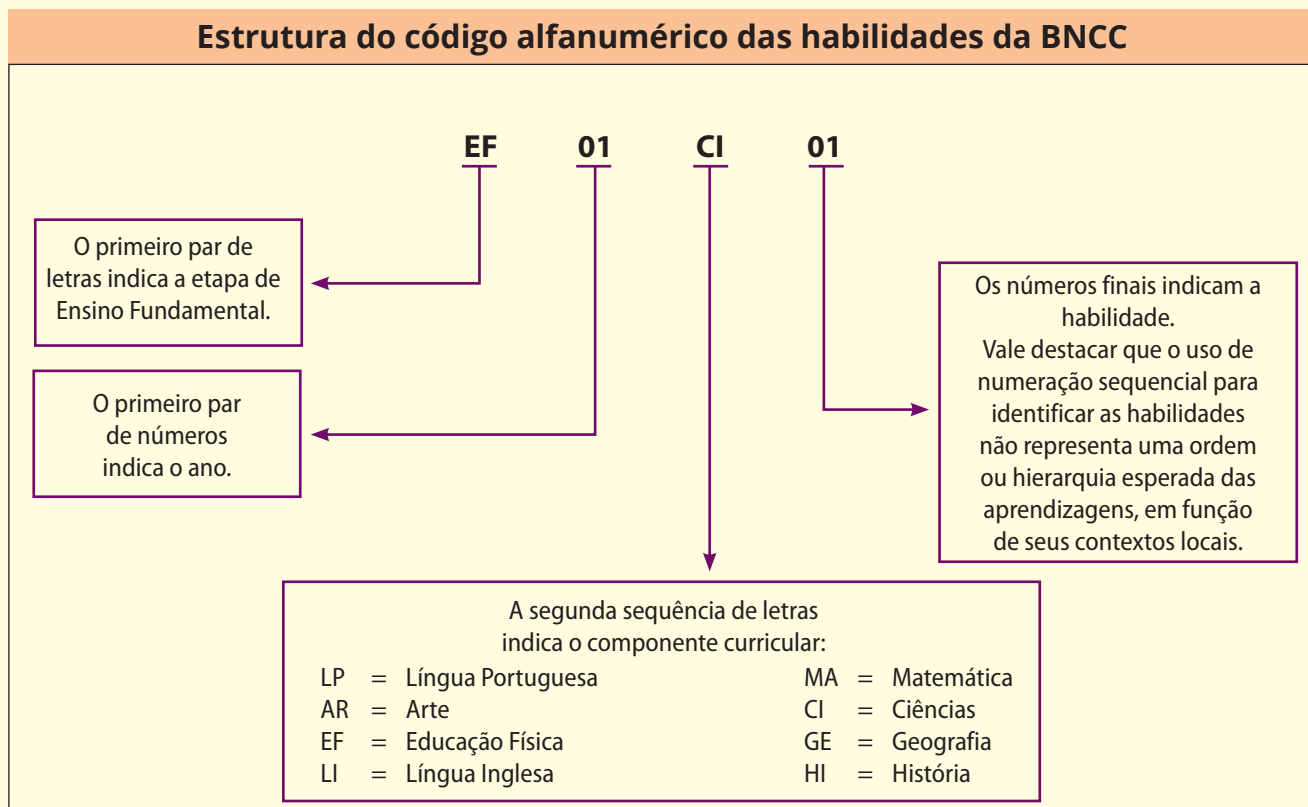 Estrutura do código alfanumérico das habilidades da BNCC
EF 01 CI 01
O primeiro par de
letras indica a etapa de
Ensino Fundamental.
O primeiro par
de números
indica o ano.
Os números finais indicam a
habilidade.
Vale destacar que o uso de
numeração sequencial para
identificar as habilidades
não representa uma ordem
ou hierarquia esperada das
aprendizagens, em função
de seus contextos locais.
A segunda sequência de letras
indica o componente curricular:
LP = Língua Portuguesa
AR = Arte
EF = Educação Física
LI = Língua Inglesa
MA = Matemática
CI = Ciências
GE = Geografia
HI = História